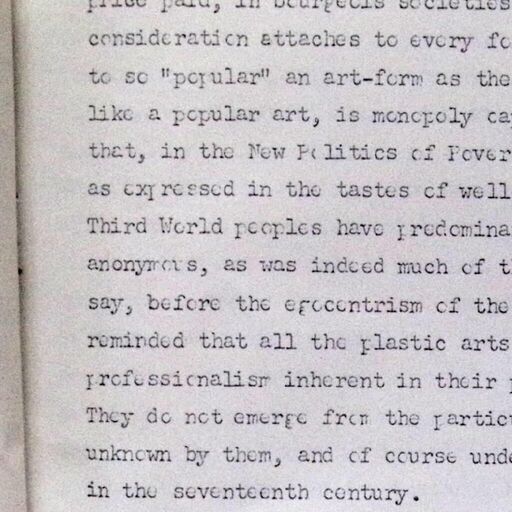 prise paid, in bourgeois societies
consideration attaches to every fo
to so "popular" an art-form as the
like a popular art, is monopoly ca
that, in the New Politics of Pover
as expressed in the tastes of well
Third World peoples have predomina
anonymous, as was indeed much of t
say, before the egocentrism of the
reminded that all the plastic arts
professionalism inherent in their p
They do not emerge from the partic
unknown by them, and of course und
in the seventeenth century.